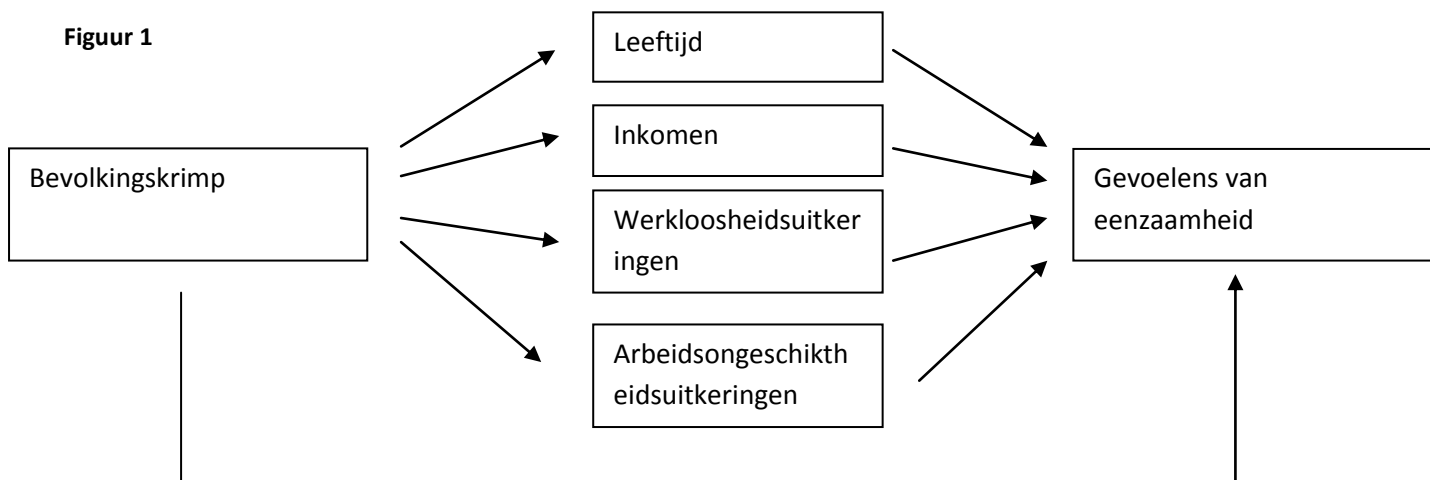 Figuur 1
Leeftijd
Inkomen
Bevolkingskrimp
Werkloosheidsuitker
ingen
Arbeidsongeschikth
eidsuitkeringen
Gevoelens van
eenzaamheid